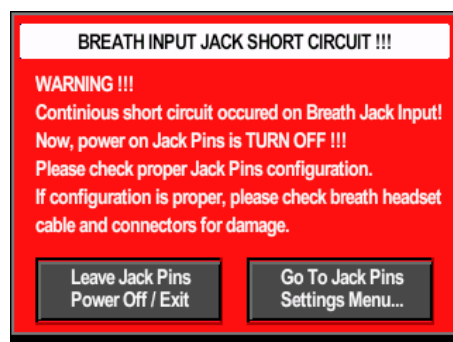 BREATH INPUT JACK SHORT CIRCUIT !!!
WARNING !!!
Continious short circuit occured on Breath Jack Input!
Now, power on Jack Pins is TURN OFF !!!
Please check proper Jack Pins configuration.
If configuration is proper, please check breath headset
cable and connectors for damage.
Leave Jack Pins
Power Off / Exit
Go To Jack Pins
Settings Menu...